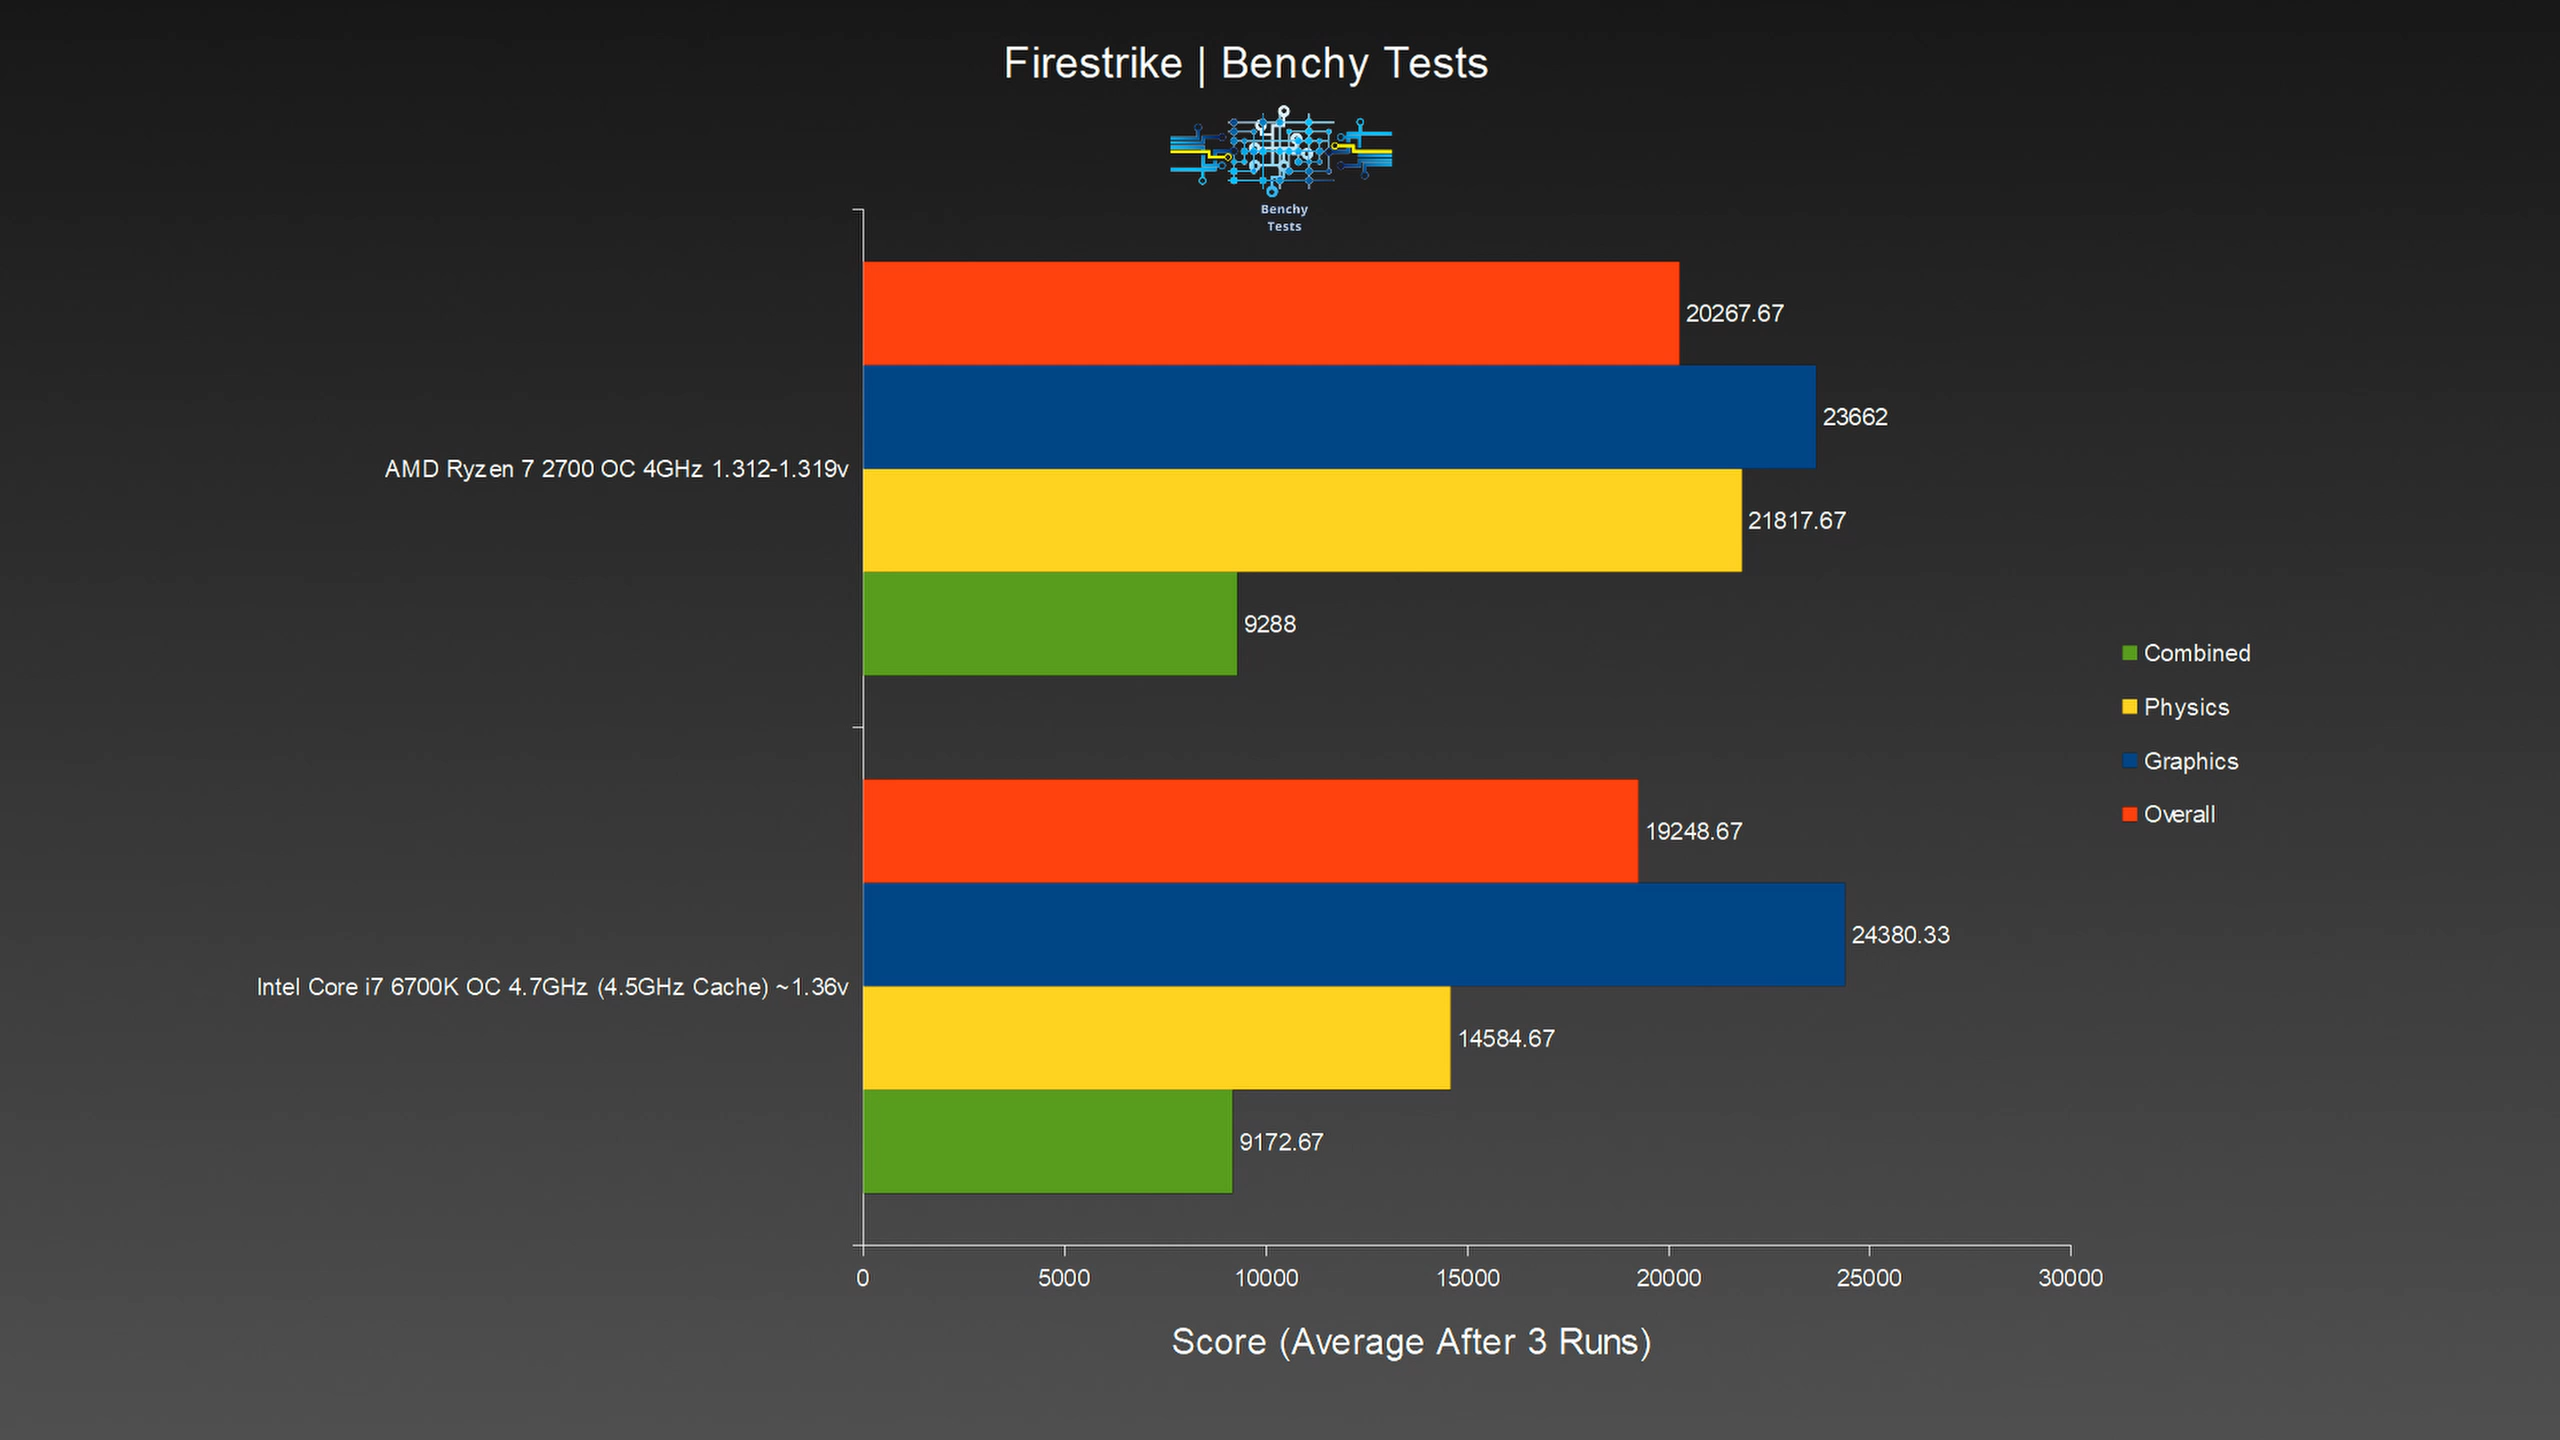 Firestrike | Benchy Tests
Benchy
Tests
20267.67
23662
AMD Ryzen 7 2700 OC 4GHz 1.312-1.319v
21817.67
9288
Combined
Physics
Graphics
Overall
19248.67
24380.33
Intel Core i7 6700K OC 4.7GHz (4.5GHz Cache) ~1.36v
14584.67
9172.67
0 5000 10000 15000 20000 25000 30000
Score (Average After 3 Runs)